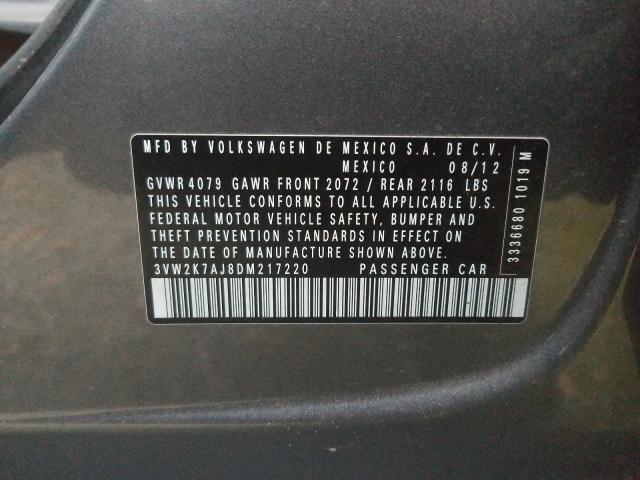 MFD BY VOLKSWAGEN DE MEXICO S.A. DE C.V.
MEXICO 08/12
GVWR 4079 GAWR FRONT 2072 / REAR 2116 LBS
THIS VEHICLE CONFORMS TO ALL APPLICABLE U.S.
FEDERAL MOTOR VEHICLE SAFETY, BUMPER AND
THEFT PREVENTION STANDARDS IN EFFECT ON
THE DATE OF MANUFACTURE SHOWN ABOVE.
3VW2K7AJ8DM217220 PASSENGER CAR
3336680 1019 M